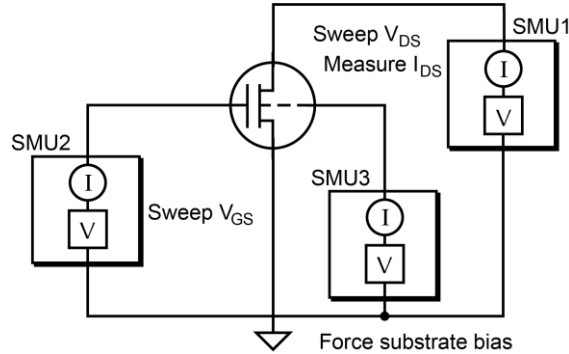 Sweep V_DS
Measure I_DS
SMU1
I
V
SMU2
I
V
Sweep V_GS
SMU3
I
V
Force substrate bias